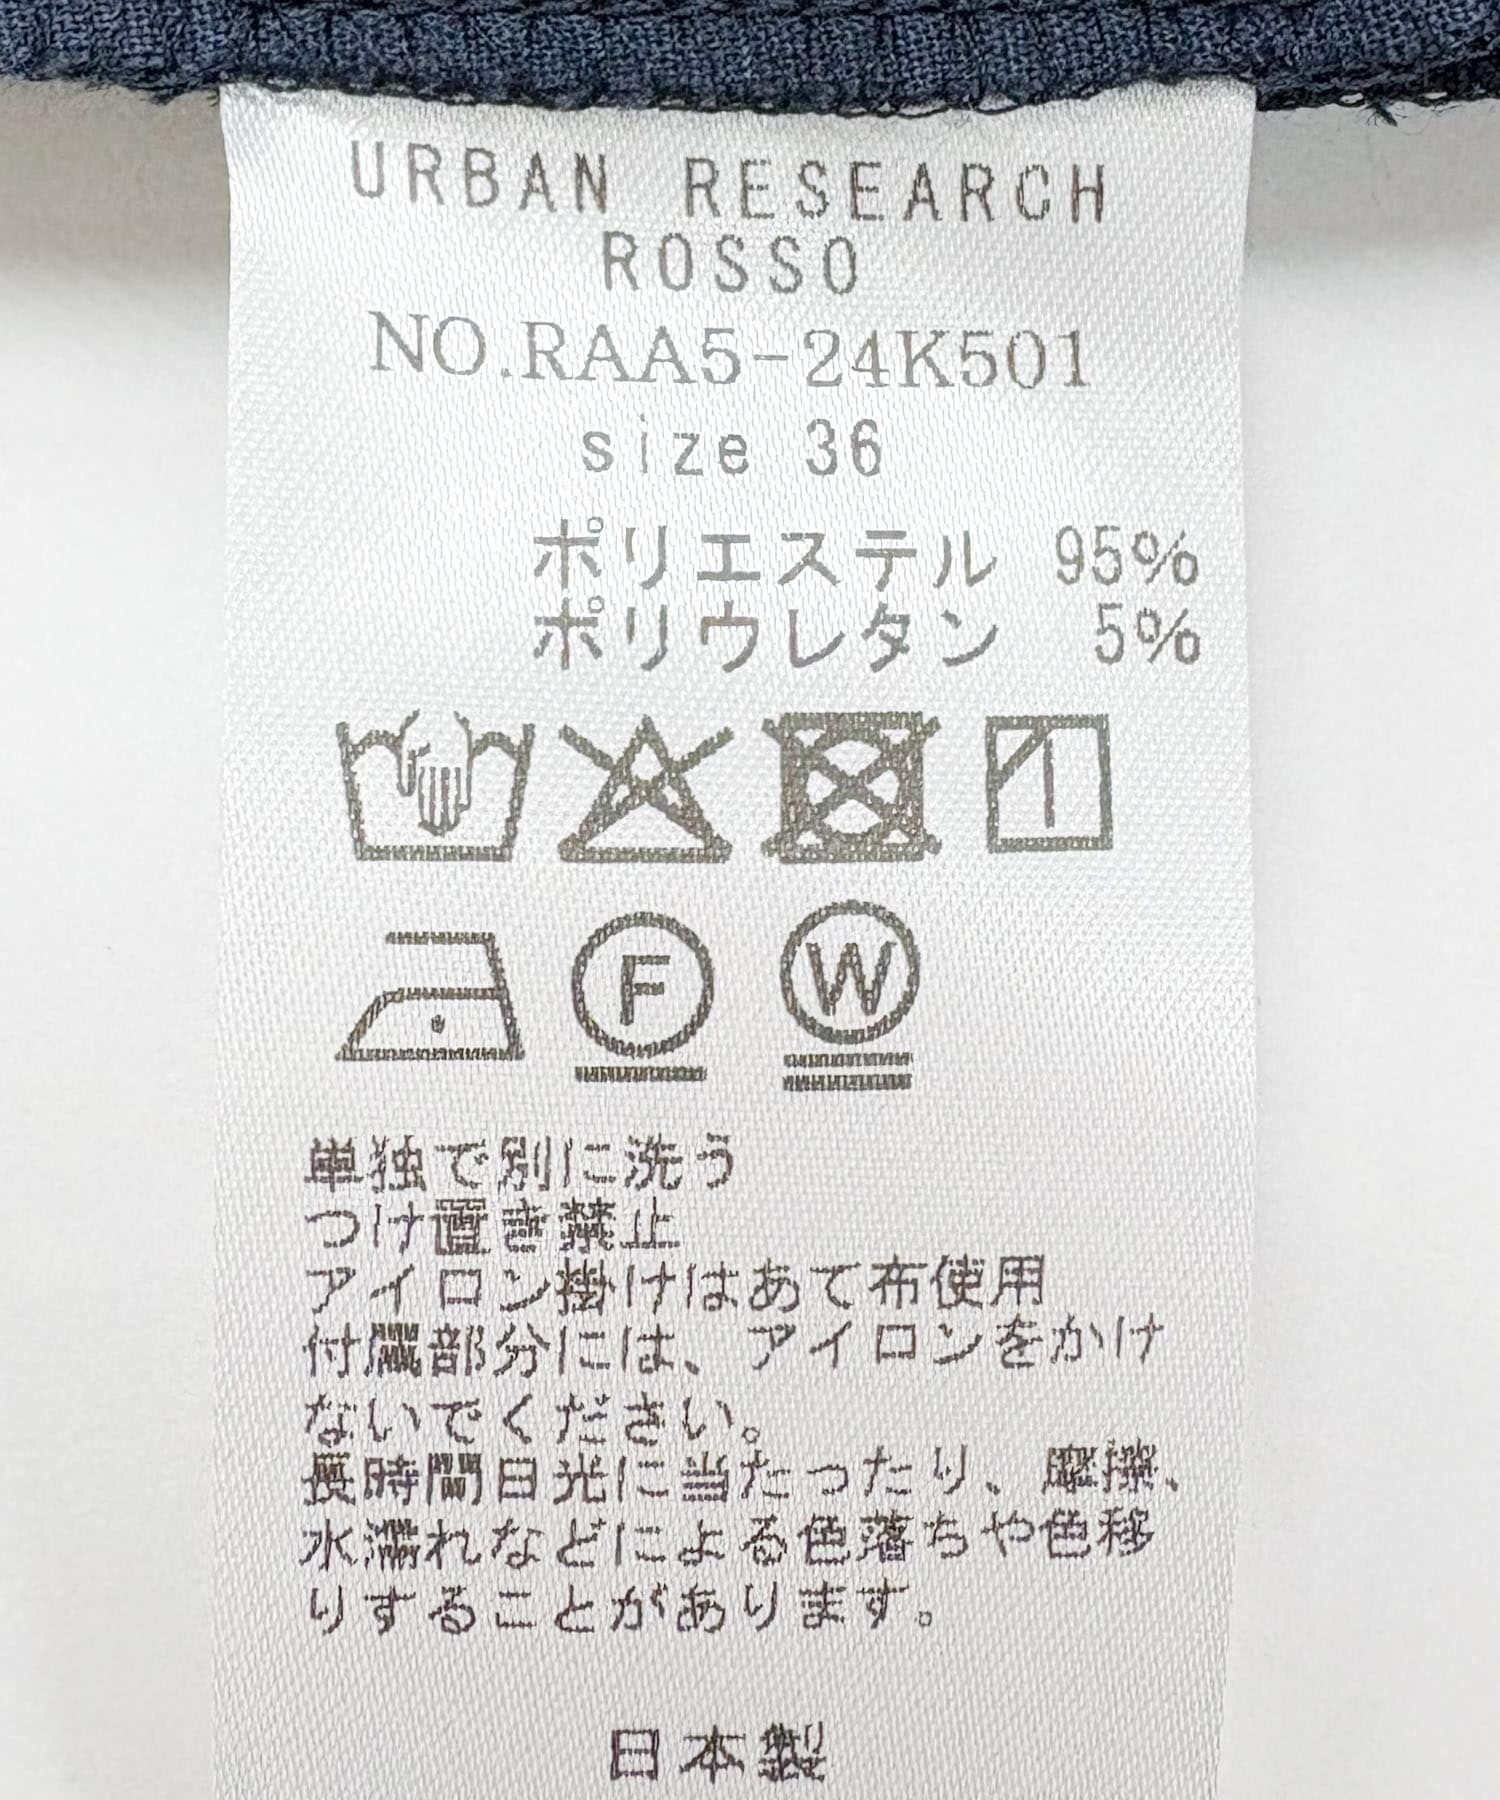 URBAN RESEARCH
ROSSO
NO.RAA5-24K501
size 36
ポリエステル 95%
ポリウレタン 5%
F
W
単独で別に洗う
つけ置き禁止
アイロン掛けはあて布使用
付属部分には、アイロンをかけ
ないでください。
長時間日光に当たったり、摩擦、
水濡れなどによる色落ちや色移
りすることがあります。
日本製